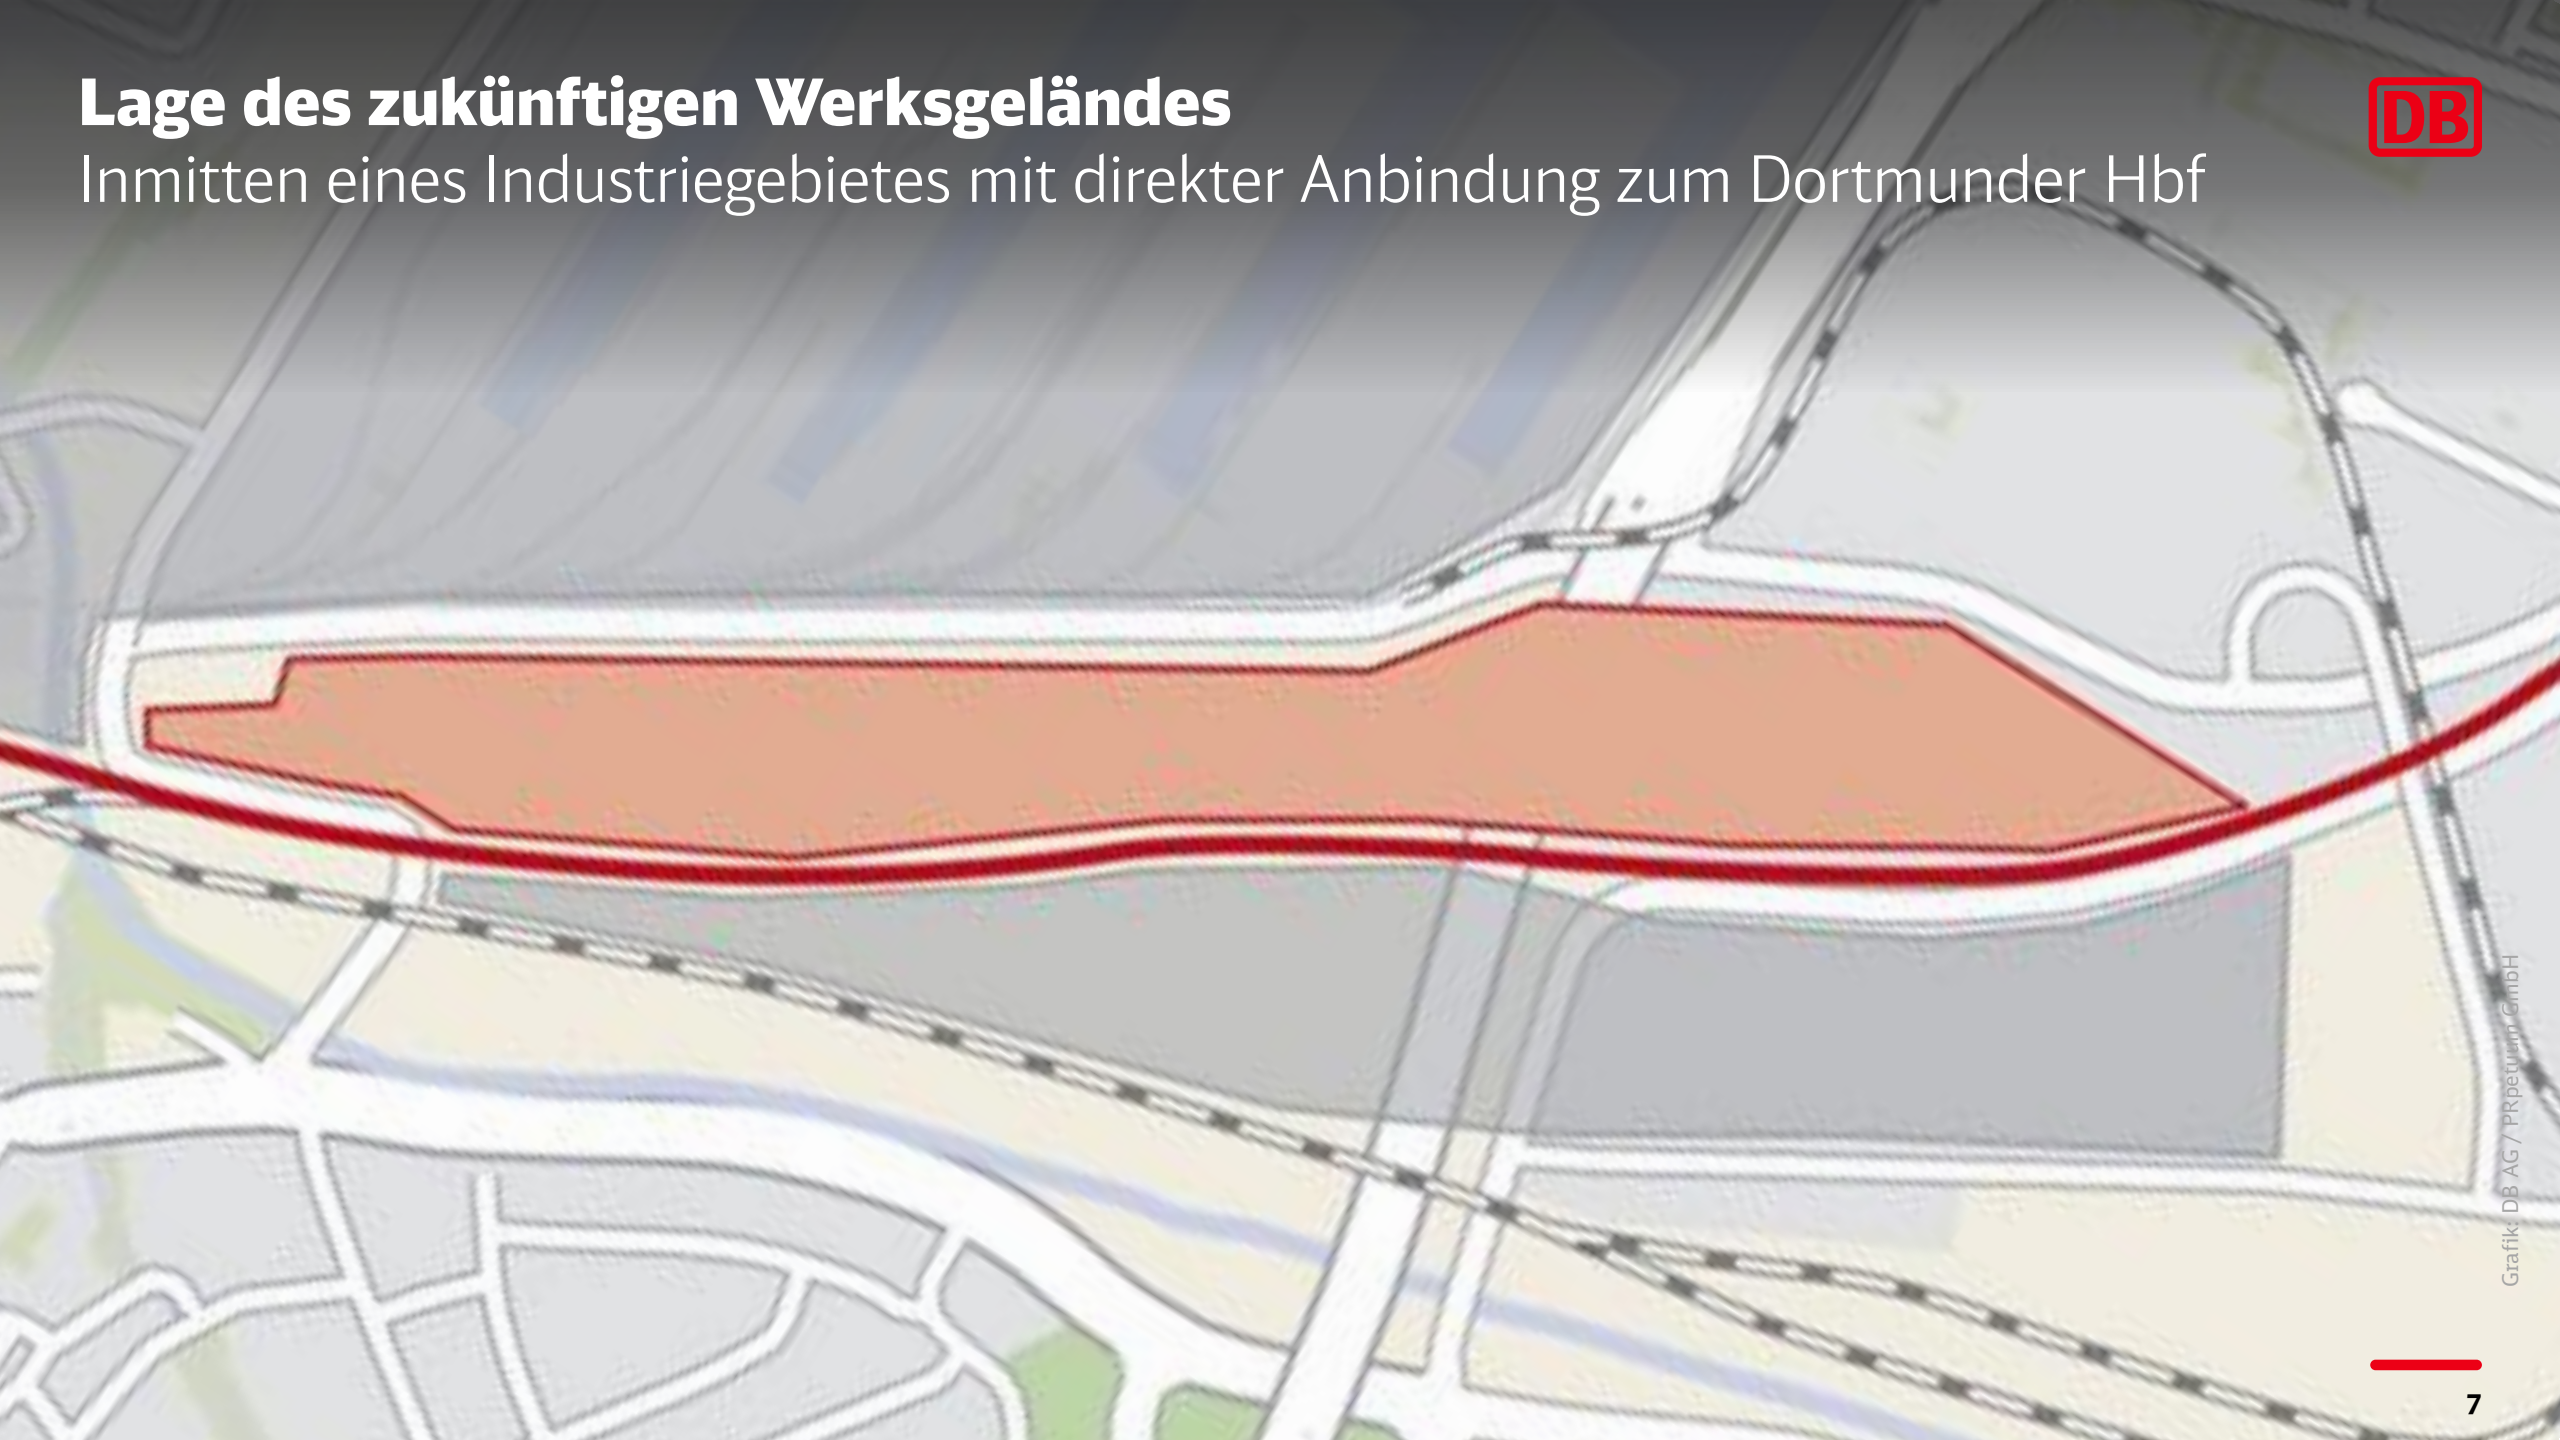 Lage des zukünftigen Werksgeländes
Inmitten eines Industriegebietes mit direkter Anbindung zum Dortmunder Hbf
DB
Grafik: DB AG / PRpetuum GmbH
7